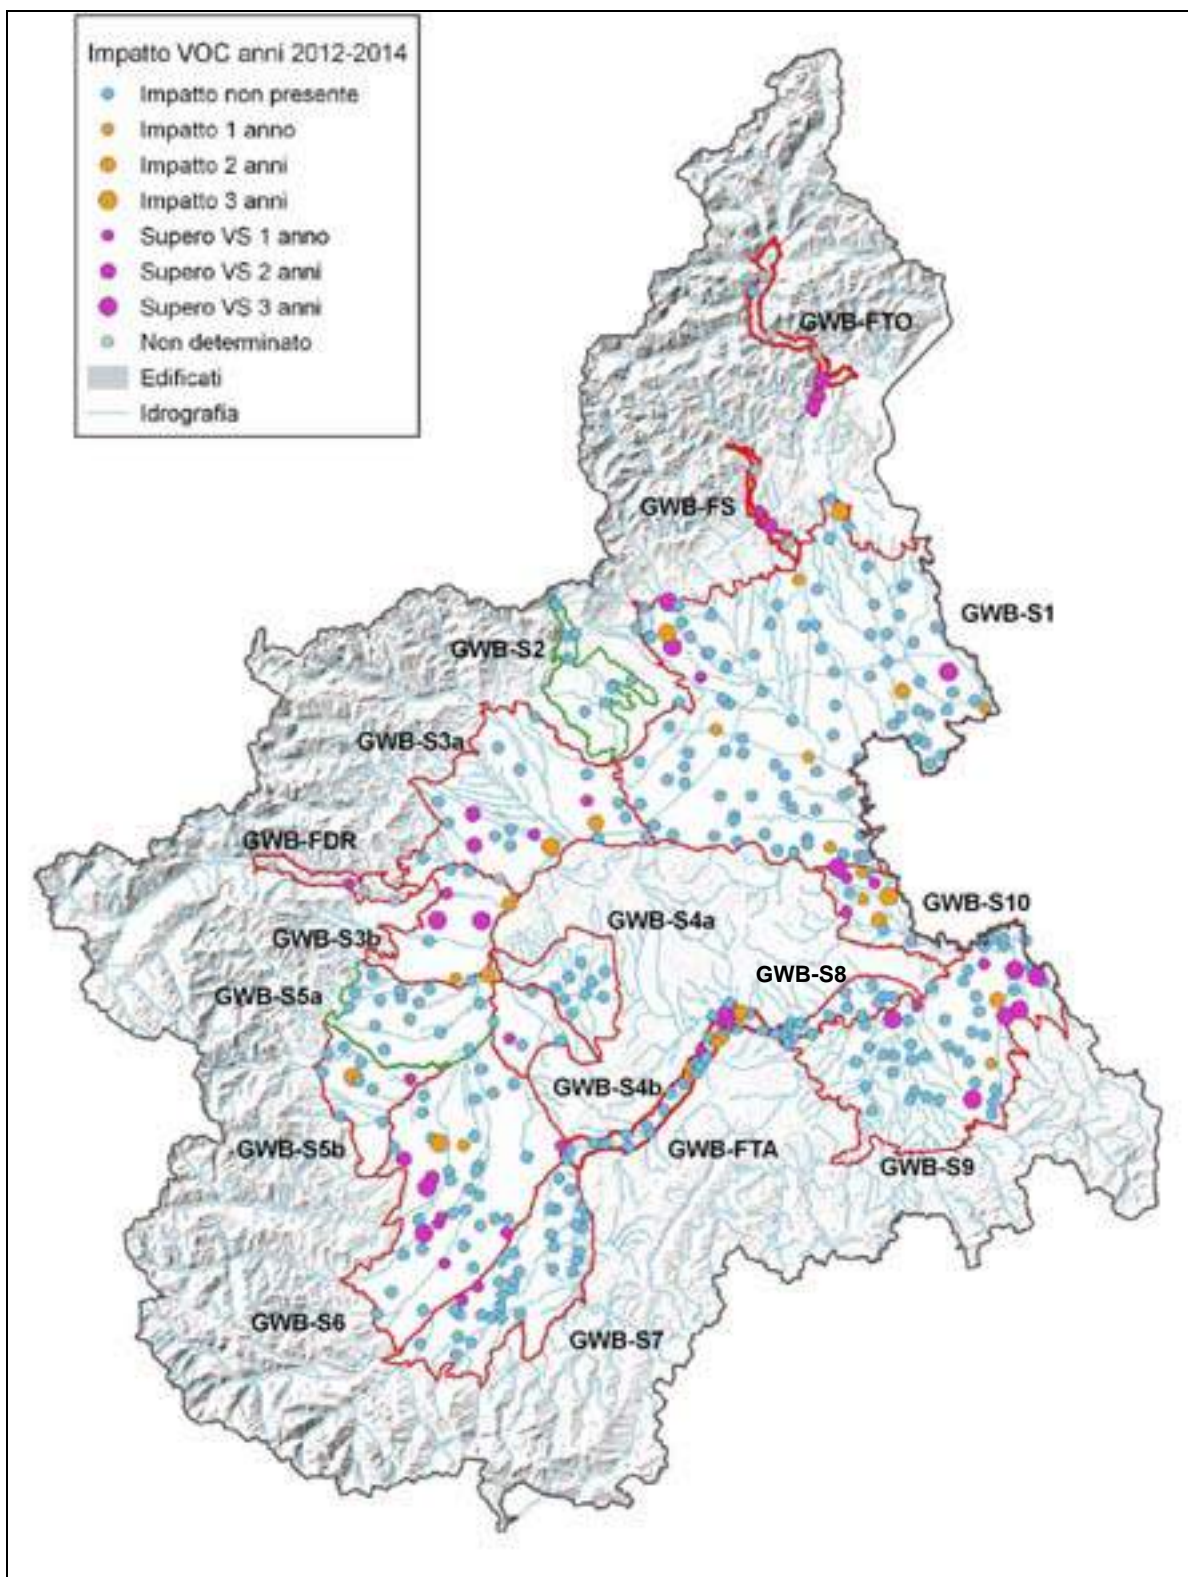 Impatto VOC anni 2012-2014
Impatto non presente
Impatto 1 anno
Impatto 2 anni
Impatto 3 anni
Supero VS 1 anno
Supero VS 2 anni
Supero VS 3 anni
Non determinato
Edificati
Idrografia
GWB-FTO
GWB-FS
GWB-S1
GWB-S2
GWB-S3a
GWB-FDR
GWB-S10
GWB-S4a
GWB-S3b
GWB-S8
GWB-S5a
GWB-S4b
GWB-S5b
GWB-FTA
GWB-S9
GWB-S6
GWB-S7